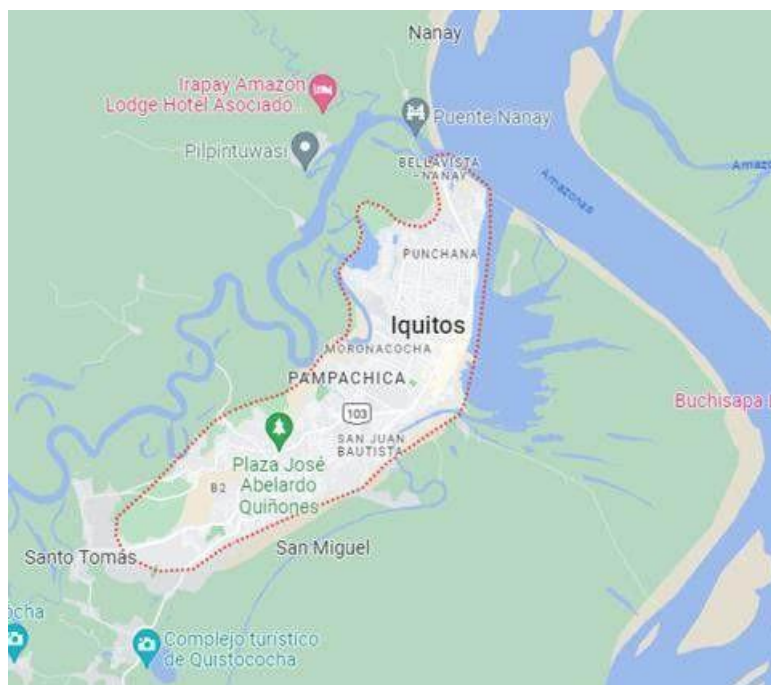 Nanay
Irapay Amazon
Lodge Hotel Asociado...
Puente Nanay
Pilpintuwasi
BELLAVISTA
-NANAY
Amazonas
PUNCHANA
Iquitos
MORONACOCHA
PAMPACHICA
103
SAN JUAN
BAUTISTA
Buchisapa
Plaza José
Abelardo
Quiñones
B2
San Miguel
Santo Tomás
Complejo turístico
de Quistococha